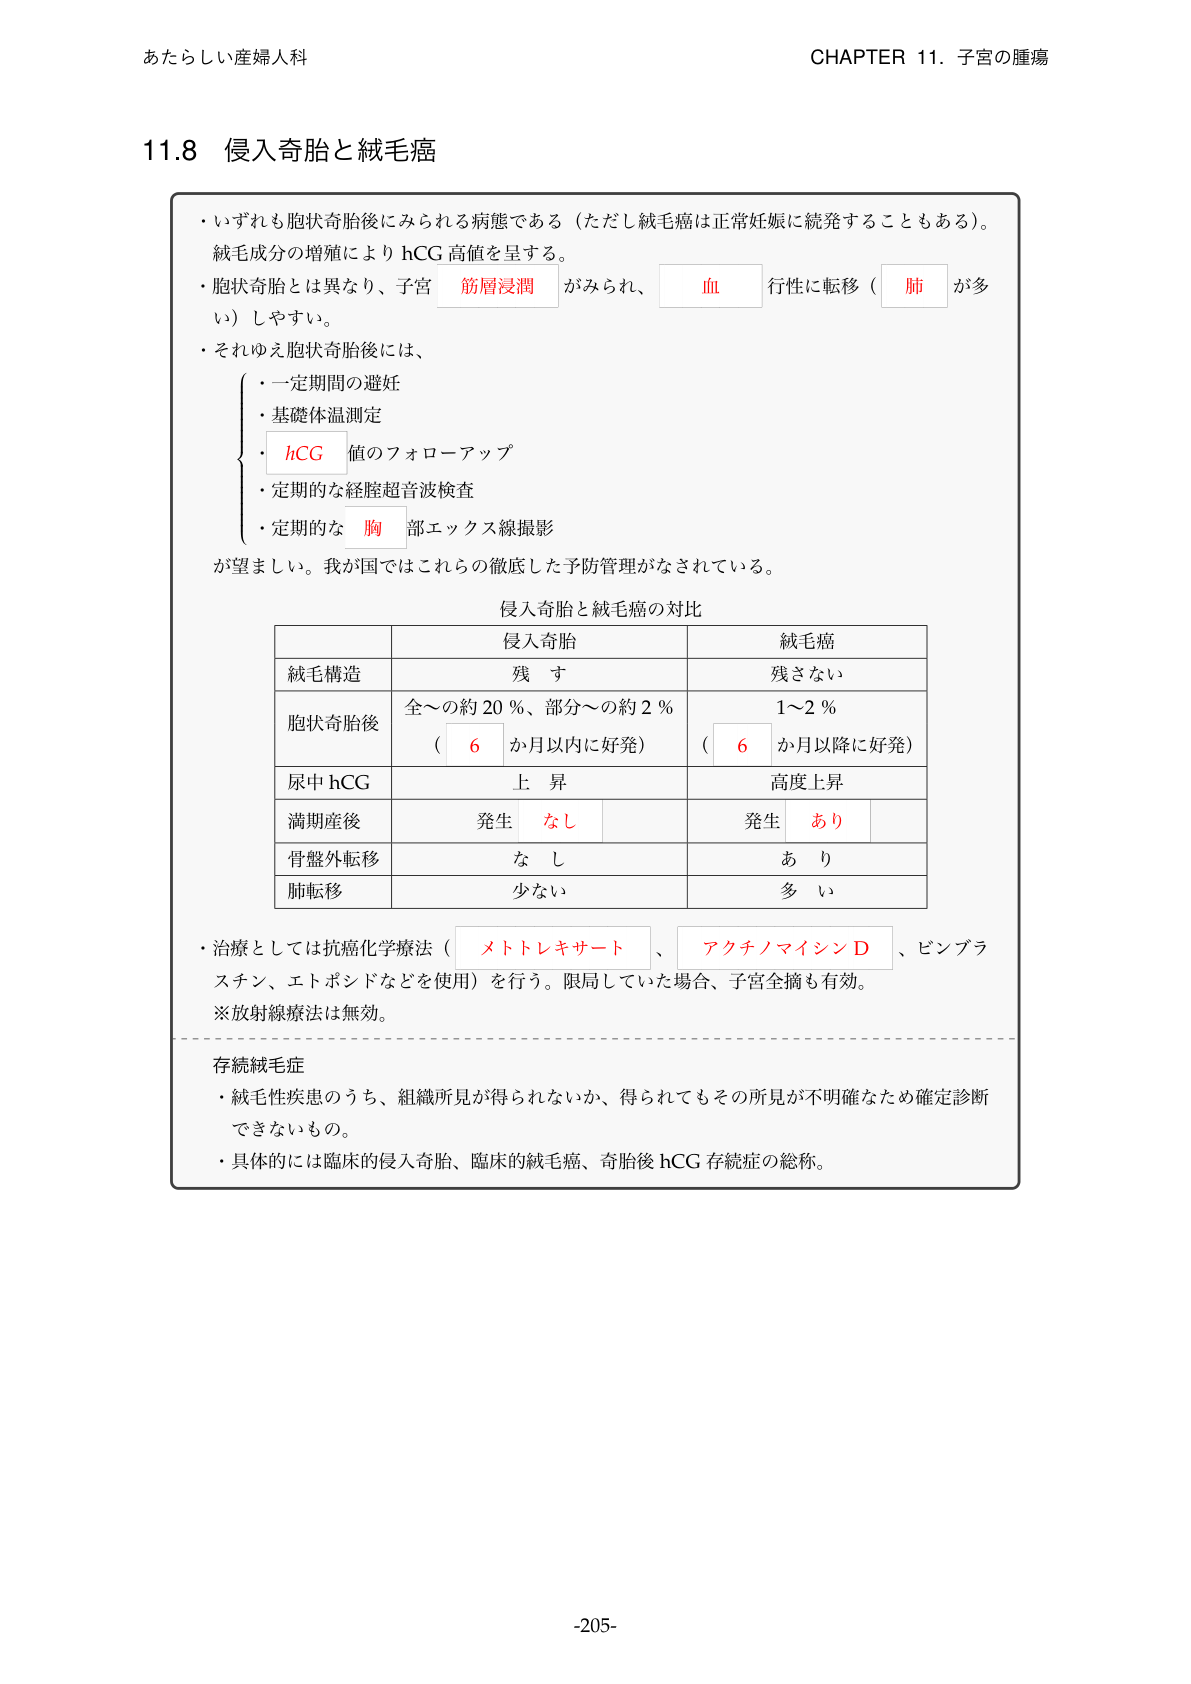 あたらしい産婦人科
CHAPTER 11. 子宮の腫瘍
11.8 侵入奇胎と絨毛癌
・いずれも胞状奇胎後にみられる病態である（ただし絨毛癌は正常妊娠に続発することもある）。
絨毛成分の増殖により hCG 高値を呈する。
・胞状奇胎とは異なり、子宮 筋層浸潤 がみられ、 血 行性に転移（ 肺 が多
い）しやすい。
・それゆえ胞状奇胎後には、
・一定期間の避妊
・基礎体温測定
・ hCG 値のフォローアップ
・定期的な経腟超音波検査
・定期的な 胸 部エックス線撮影
が望ましい。我が国ではこれらの徹底した予防管理がなされている。
侵入奇胎と絨毛癌の対比
侵入奇胎 絨毛癌
絨毛構造 残 す 残さない
胞状奇胎後 全〜の約 20 %、部分〜の約 2 % 1〜2 %
（ 6 か月以内に好発） （ 6 か月以降に好発）
尿中 hCG 上 昇 高度上昇
満期産後 発生 なし 発生 あり
骨盤外転移 な し あ り
肺転移 少ない 多 い
・治療としては抗癌化学療法（ メトトレキサート 、 アクチノマイシン D 、ビンブラ
スチン、エトポシドなどを使用）を行う。限局していた場合、子宮全摘も有効。
※放射線療法は無効。
存続絨毛症
・絨毛性疾患のうち、組織所見が得られないか、得られてもその所見が不明確なため確定診断
できないもの。
・具体的には臨床的侵入奇胎、臨床的絨毛癌、奇胎後 hCG 存続症の総称。
-205-